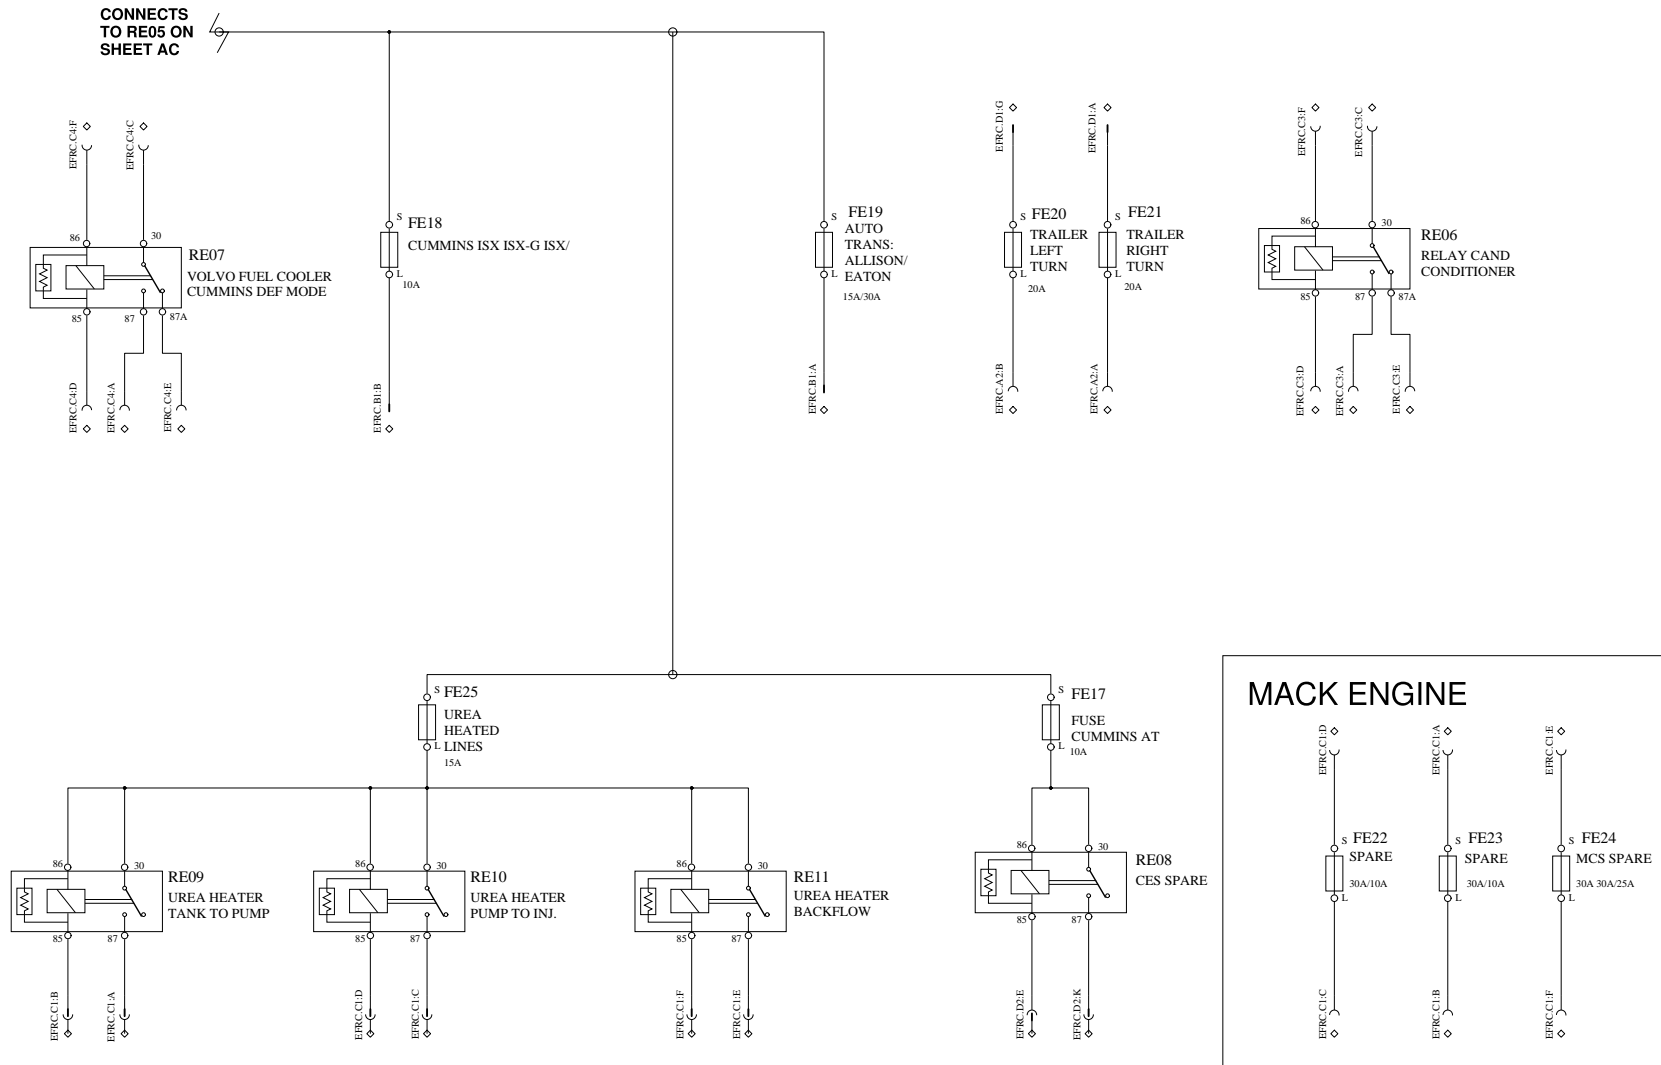 CONNECTS
TO RE05 ON
SHEET AC
EFRC.C4:F
EFRC.C4:C
86
30
RE07
VOLVO FUEL COOLER
CUMMINS DEF MODE
85
87
87A
EFRC.C4:D
EFRC.C4:A
EFRC.C4:E
S
FE18
CUMMINS ISX ISX-G ISX/
L
10A
EFRC.B1:B
S
FE19
AUTO
TRANS:
ALLISON/
EATON
L
15A/30A
EFRC.B1:A
EFRC.D1:G
S
FE20
TRAILER
LEFT
TURN
L
20A
EFRC.A2:B
EFRC.D1:A
S
FE21
TRAILER
RIGHT
TURN
L
20A
EFRC.A2:A
EFRC.C3:F
EFRC.C3:C
86
30
RE06
RELAY CAND
CONDITIONER
85
87
87A
EFRC.C3:D
EFRC.C3:A
EFRC.C3:E
S
FE25
UREA
HEATED
LINES
L
15A
S
FE17
FUSE
CUMMINS AT
L
10A
86
30
RE09
UREA HEATER
TANK TO PUMP
85
87
EFRC.C1:B
EFRC.C1:A
86
30
RE10
UREA HEATER
PUMP TO INJ.
85
87
EFRC.C1:D
EFRC.C1:C
86
30
RE11
UREA HEATER
BACKFLOW
85
87
EFRC.C1:F
EFRC.C1:E
86
30
RE08
CES SPARE
85
87
EFRC.D2:E
EFRC.D2:K
MACK ENGINE
EFRC.C1:D
S
FE22
SPARE
30A/10A
L
EFRC.C1:C
EFRC.C1:A
S
FE23
SPARE
30A/10A
L
EFRC.C1:B
EFRC.C1:E
S
FE24
MCS SPARE
30A 30A/25A
L
EFRC.C1:F